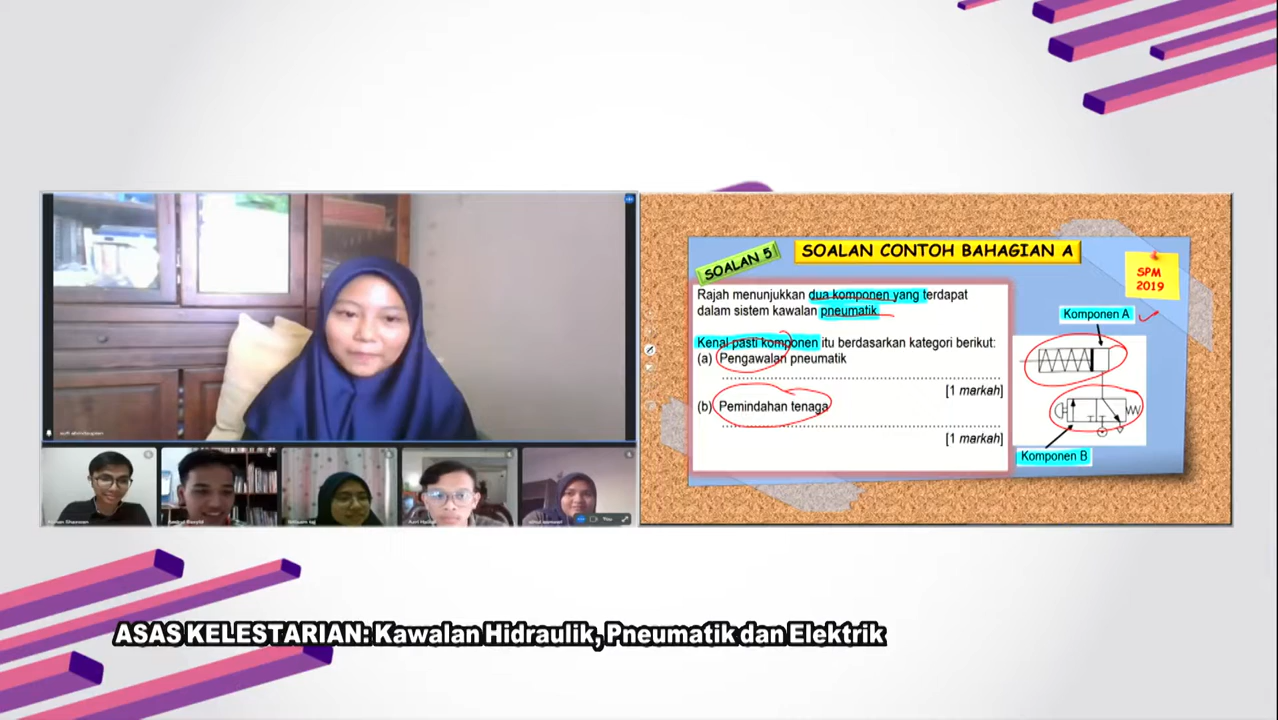 SOALAN 5
SOALAN CONTOH BAHAGIAN A
SPM
2019
Rajah menunjukkan dua komponen yang terdapat
dalam sistem kawalan pneumatik
Kenal pasti komponen itu berdasarkan kategori berikut:
(a) Pengawalan pneumatik
[1 markah]
(b) Pemindahan tenaga
[1 markah]
Komponen A
Komponen B
ASAS KELESTARIAN: Kawalan Hidraulik, Pneumatik dan Elektrik